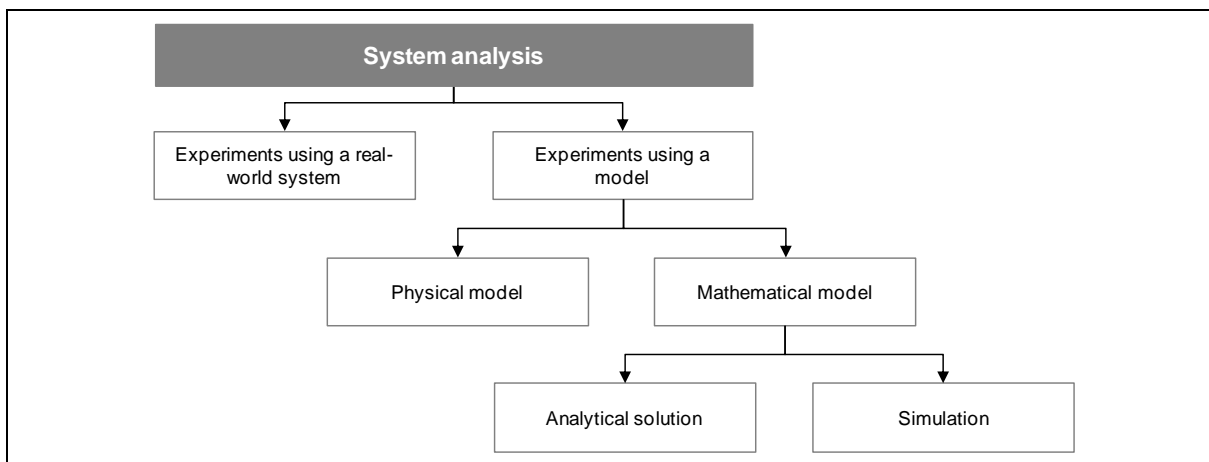 System analysis
Experiments using a real-
world system
Experiments using a
model
Physical model
Mathematical model
Analytical solution
Simulation